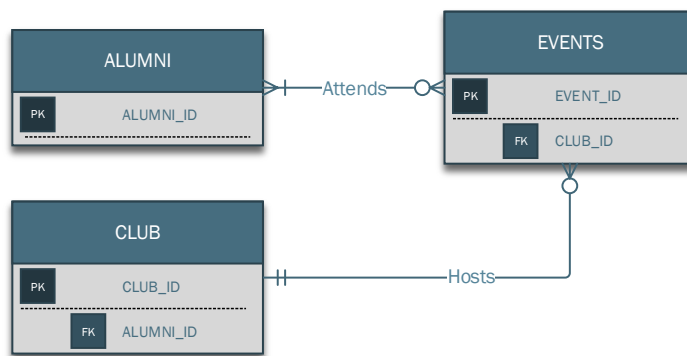 ALUMNI
PK ALUMNI_ID
Attends
EVENTS
PK EVENT_ID
FK CLUB_ID
CLUB
PK CLUB_ID
FK ALUMNI_ID
Hosts